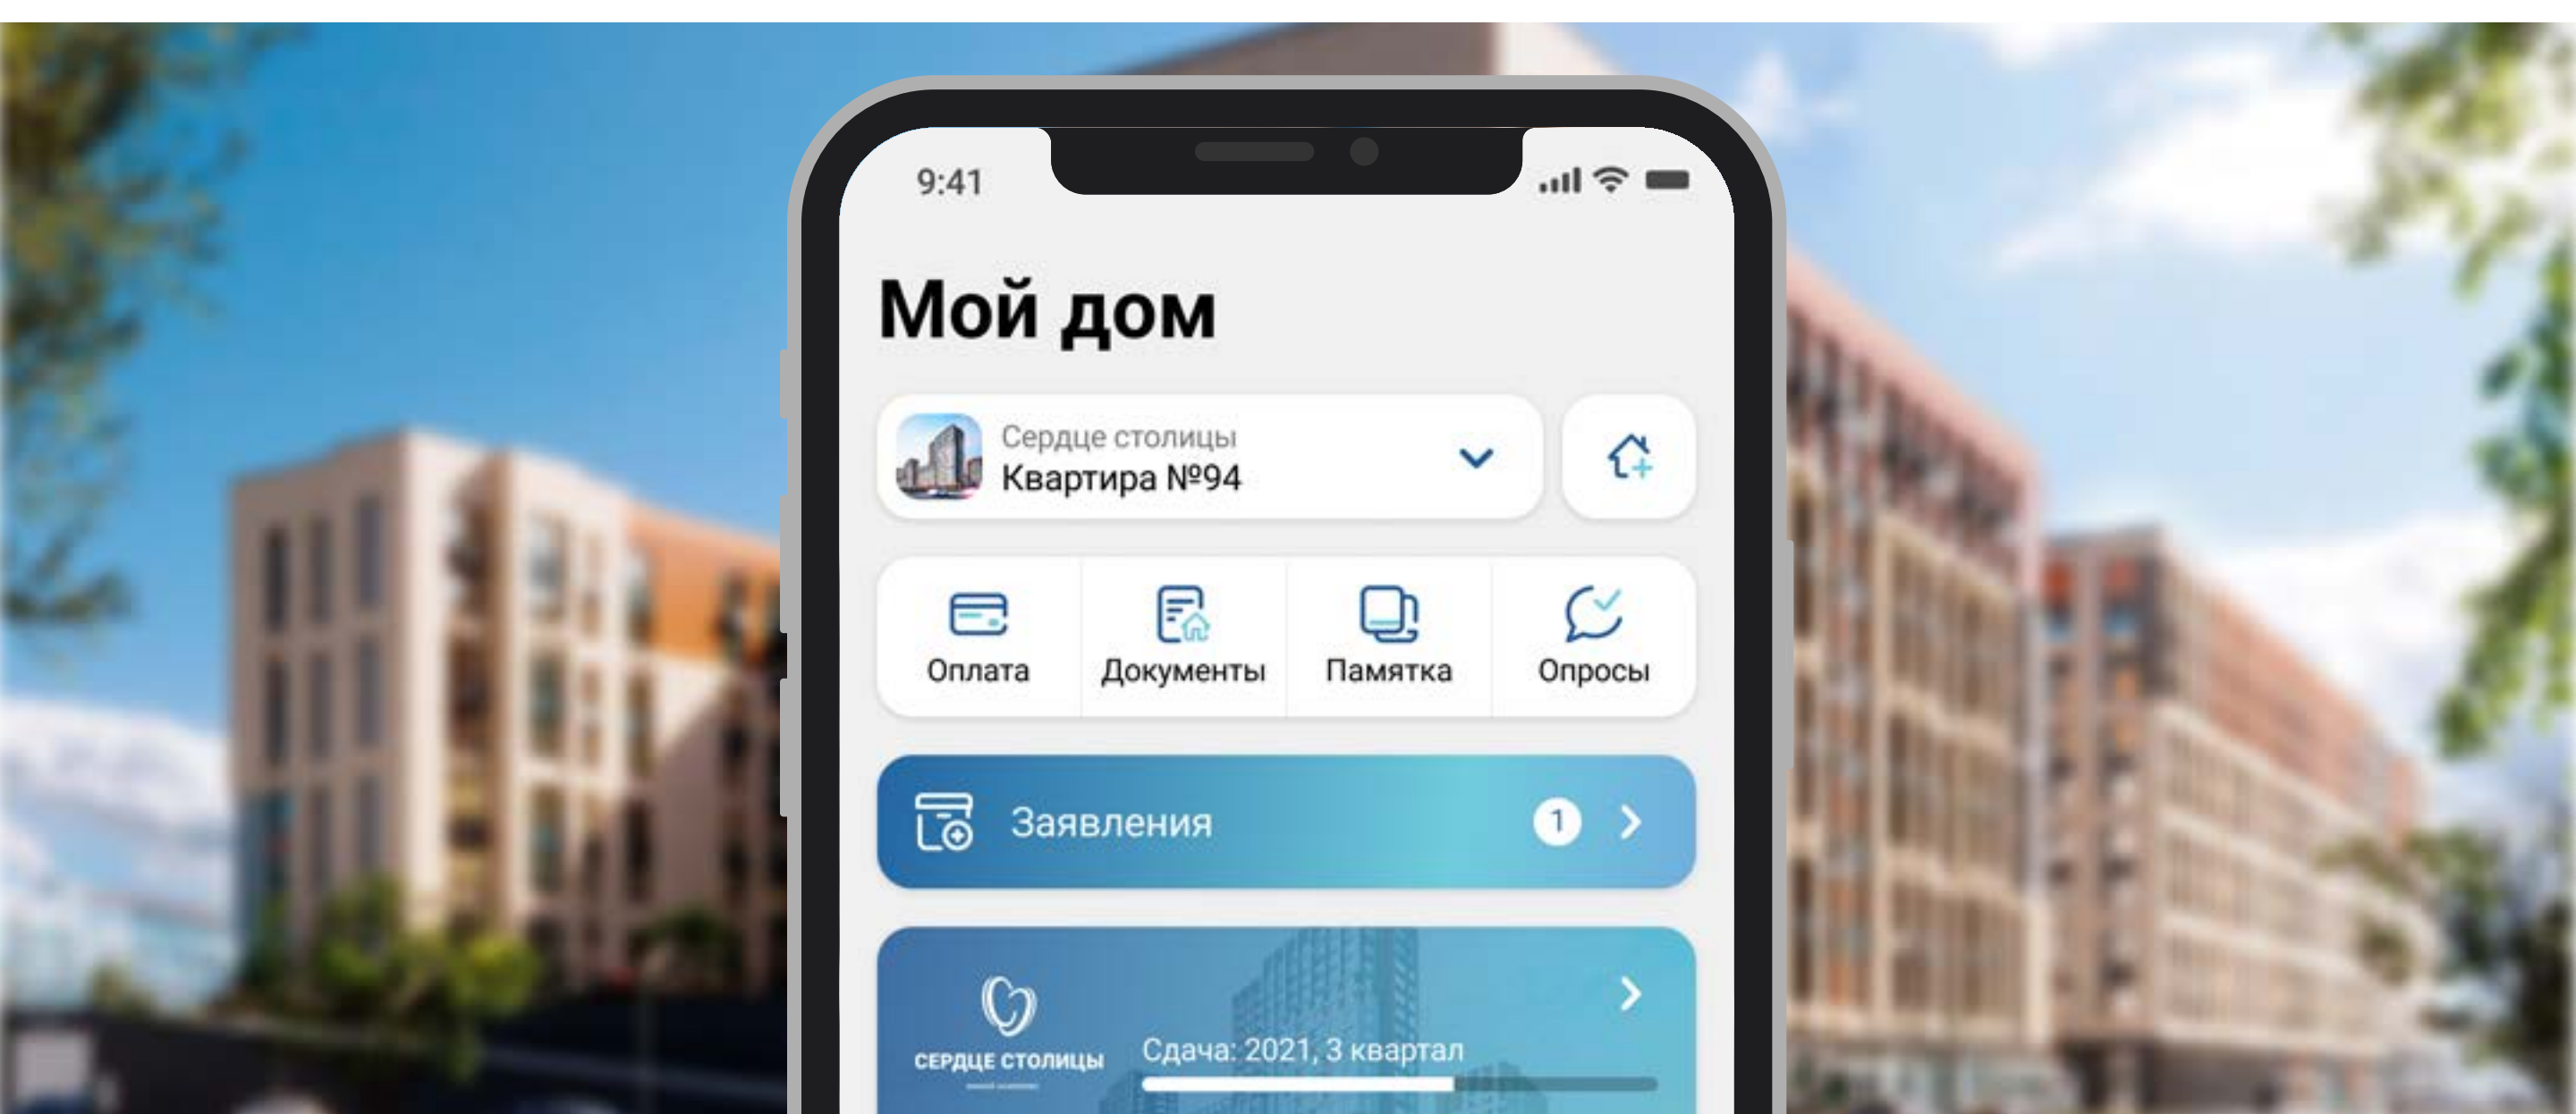 9:41
Мой дом
Сердце столицы
Квартира №94
Оплата
Документы
Памятка
Опросы
Заявления
1
СЕРДЦЕ СТОЛИЦЫ
Сдача: 2021, 3 квартал